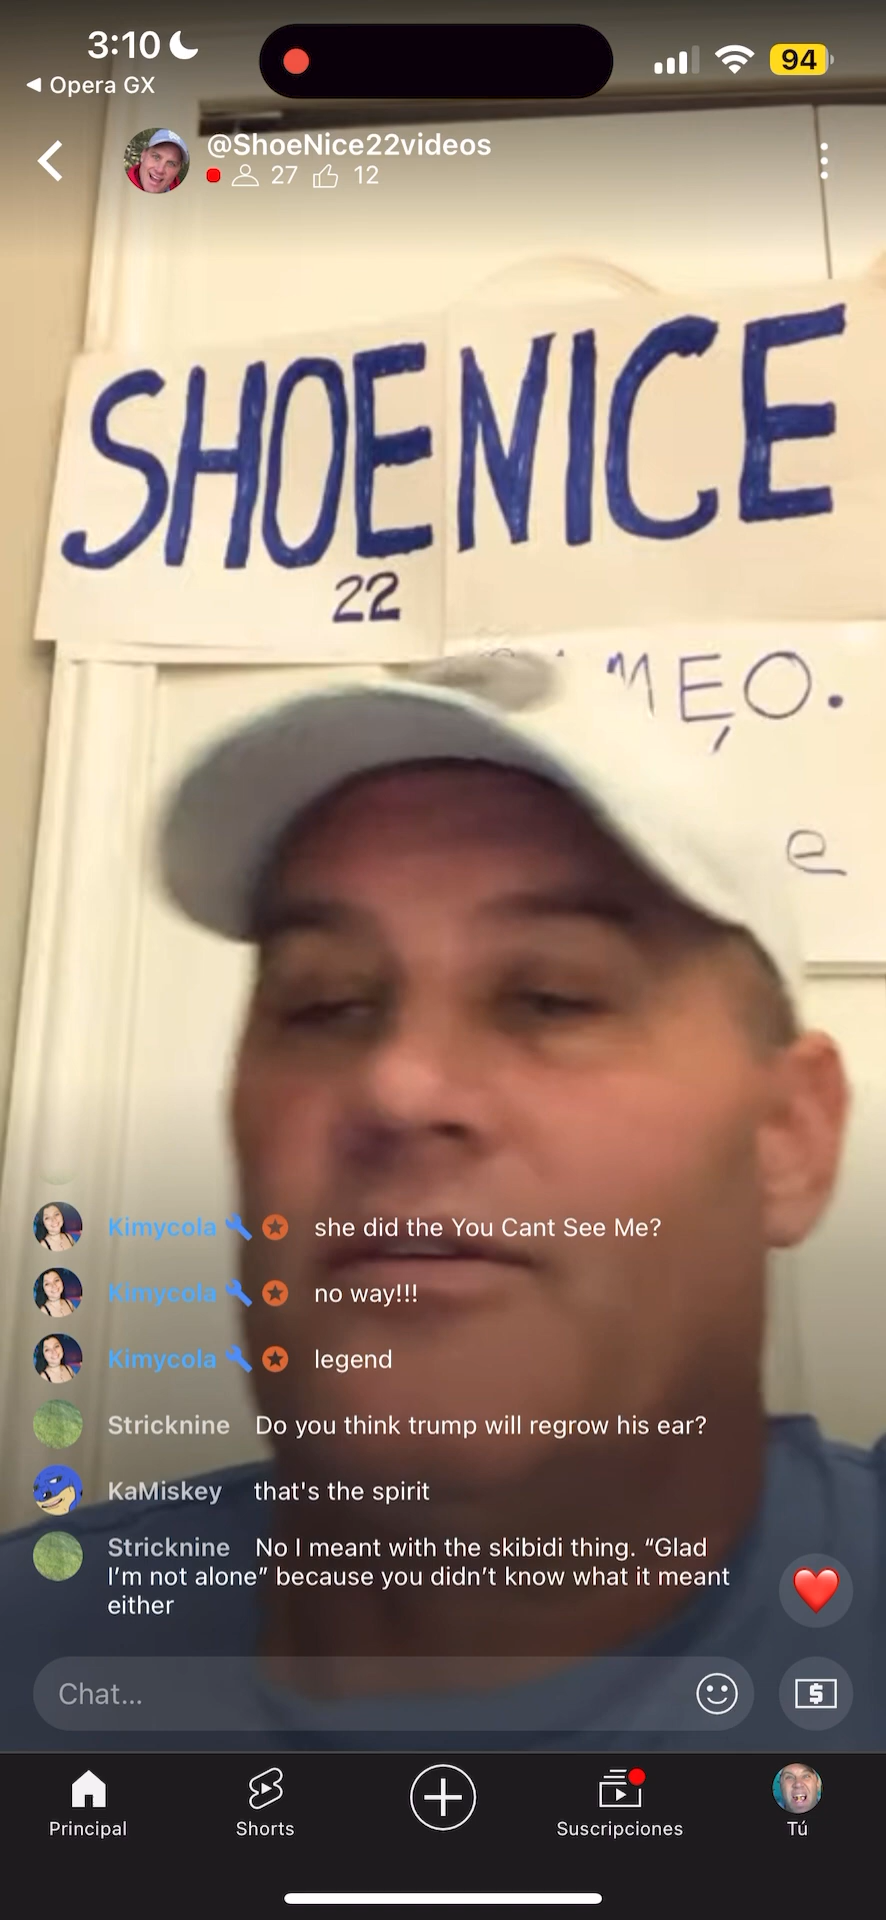 3:10
94
Opera GX
@ShoeNice22videos
27 12
SHOENICE
22
MEO.
e
Kimycola she did the You Cant See Me?
Kimycola no way!!!
Kimycola legend
Stricknine Do you think trump will regrow his ear?
KaMiskey that's the spirit
Stricknine No I meant with the skibidi thing. “Glad
I’m not alone” because you didn’t know what it meant
either
Chat...
$
Principal Shorts Suscripciones Tú